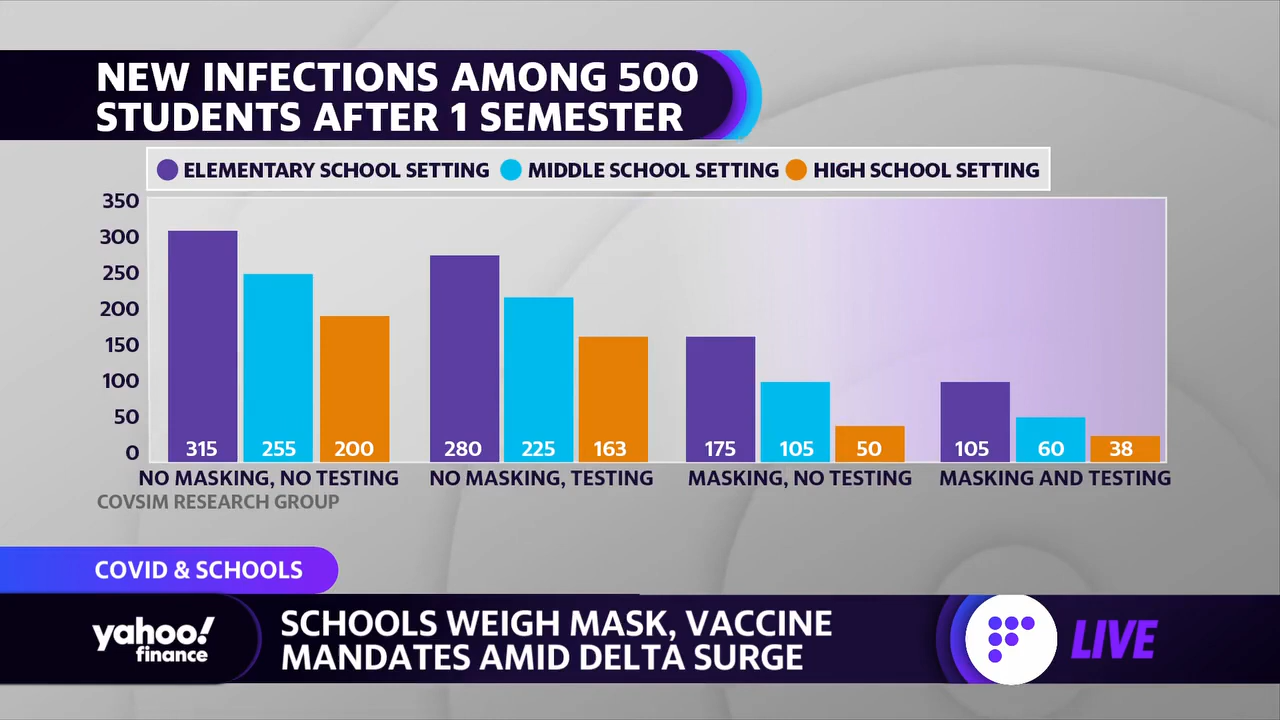 NEW INFECTIONS AMONG 500
STUDENTS AFTER 1 SEMESTER
ELEMENTARY SCHOOL SETTING MIDDLE SCHOOL SETTING HIGH SCHOOL SETTING
350
300
250
200
150
100
50
0
315 255 200 280 225 163 175 105 50 105 60 38
NO MASKING, NO TESTING NO MASKING, TESTING MASKING, NO TESTING MASKING AND TESTING
COVSIM RESEARCH GROUP
COVID & SCHOOLS
yahoo!
finance
SCHOOLS WEIGH MASK, VACCINE
MANDATES AMID DELTA SURGE
LIVE